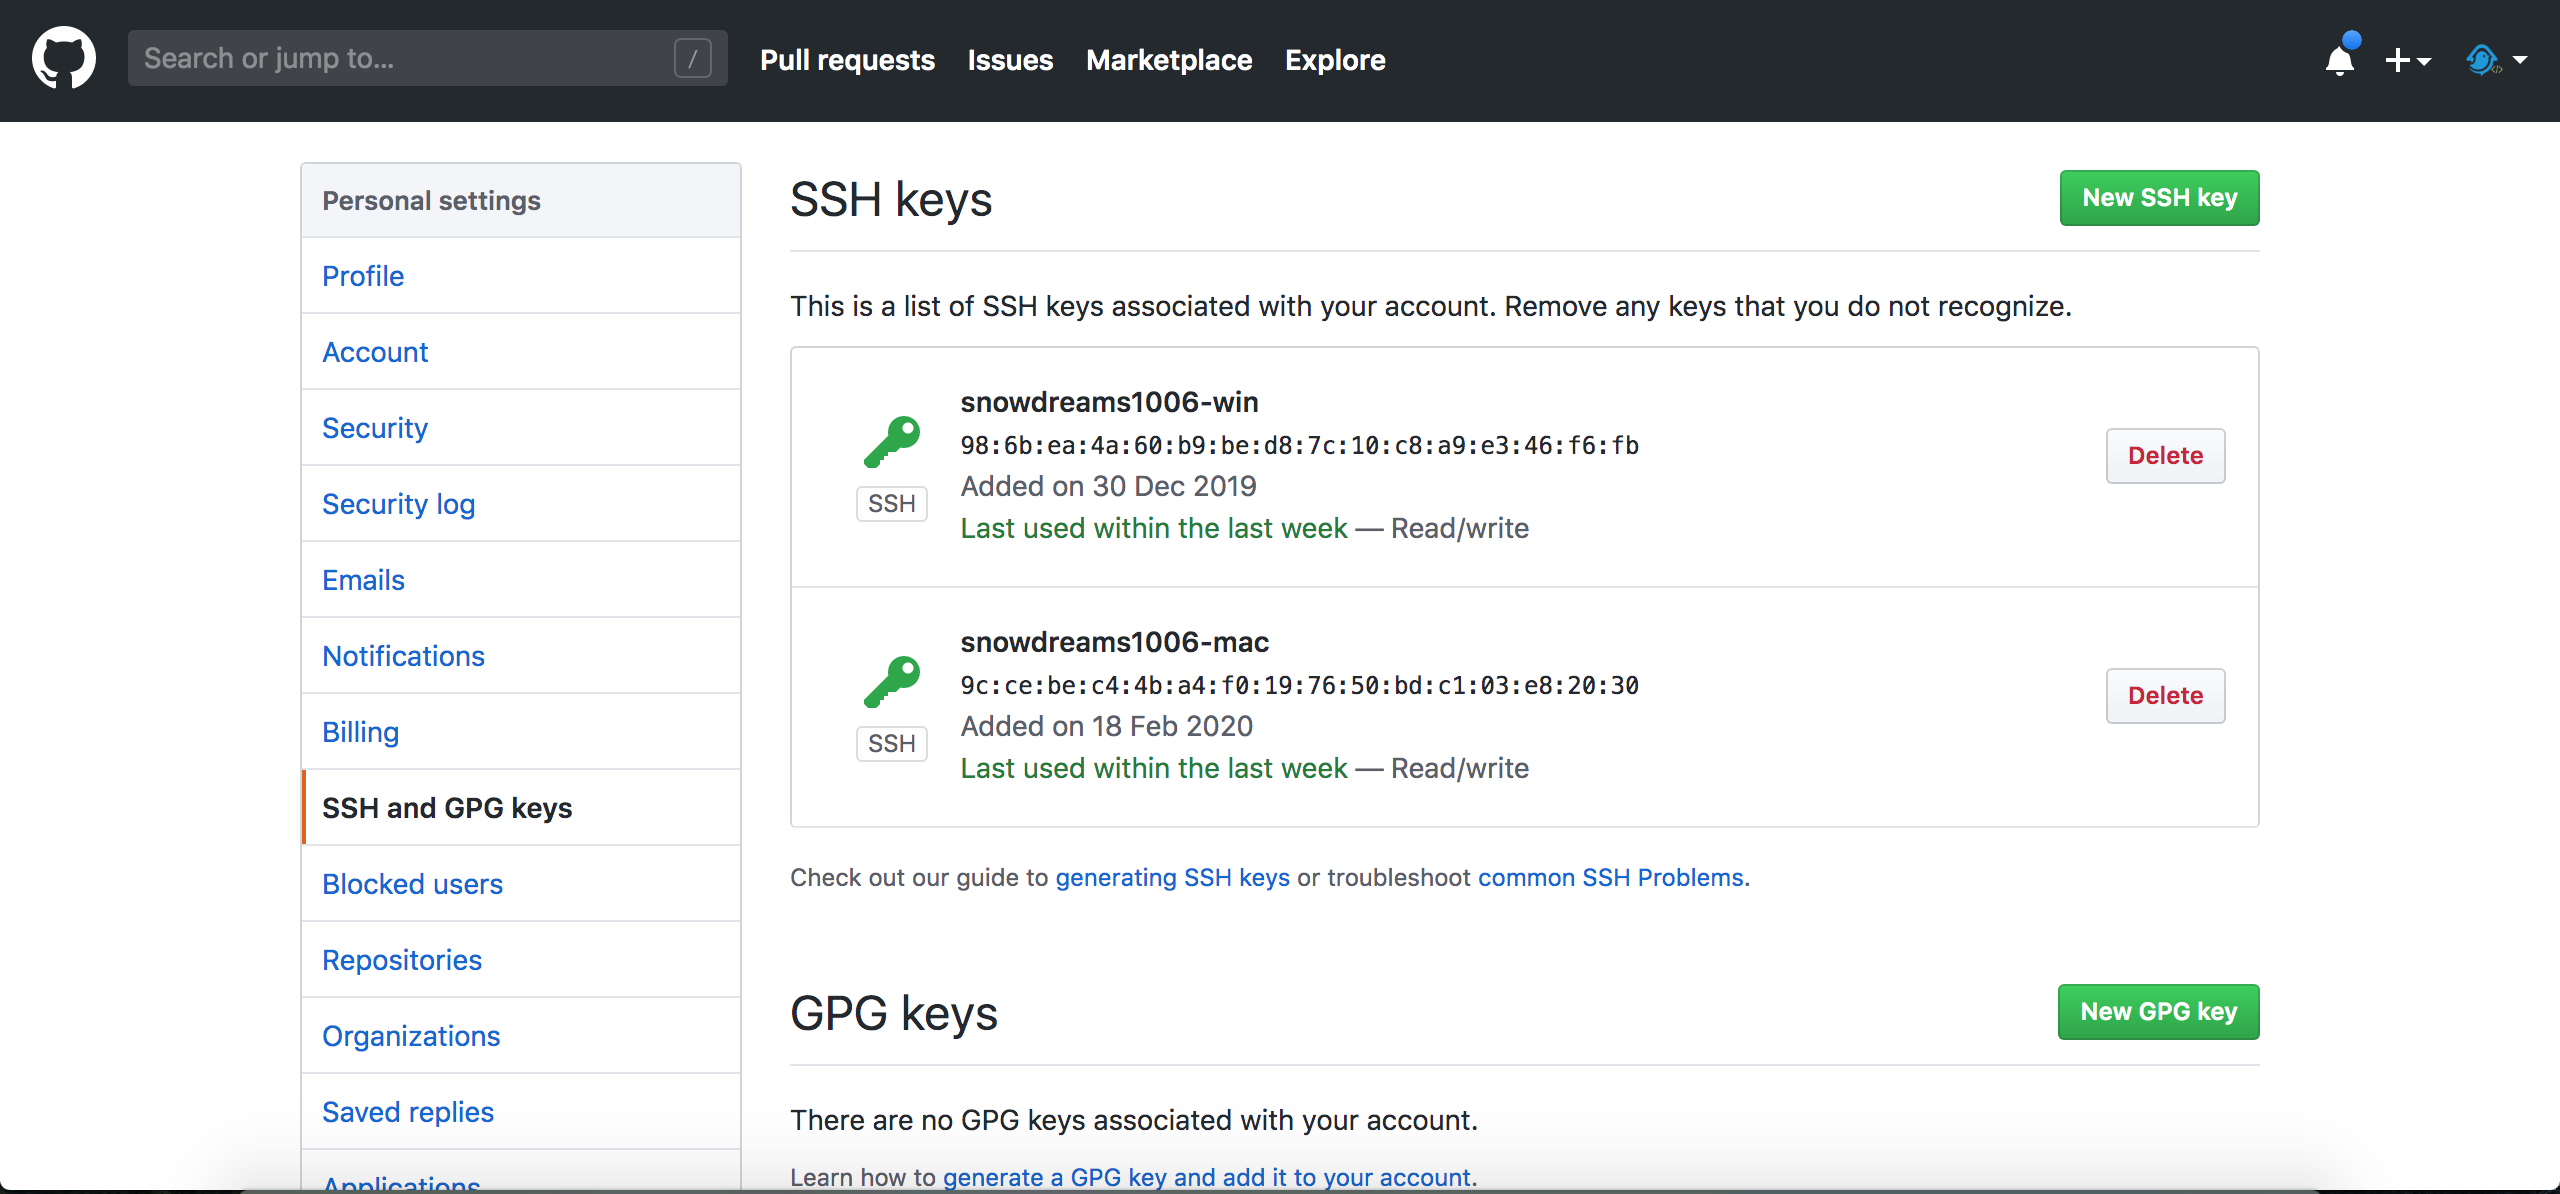 Search or jump to...
/
Pull requests
Issues
Marketplace
Explore
Personal settings
Profile
Account
Security
Security log
Emails
Notifications
Billing
SSH and GPG keys
Blocked users
Repositories
Organizations
Saved replies
Applications
SSH keys
New SSH key
This is a list of SSH keys associated with your account. Remove any keys that you do not recognize.
snowdreams1006-win
98:6b:ea:4a:60:b9:be:d8:7c:10:c8:a9:e3:46:f6:fb
Added on 30 Dec 2019
Last used within the last week — Read/write
SSH
Delete
snowdreams1006-mac
9c:ce:be:c4:4b:a4:f0:19:76:50:bd:c1:03:e8:20:30
Added on 18 Feb 2020
Last used within the last week — Read/write
SSH
Delete
Check out our guide to generating SSH keys or troubleshoot common SSH Problems.
GPG keys
New GPG key
There are no GPG keys associated with your account.
Learn how to generate a GPG key and add it to your account.